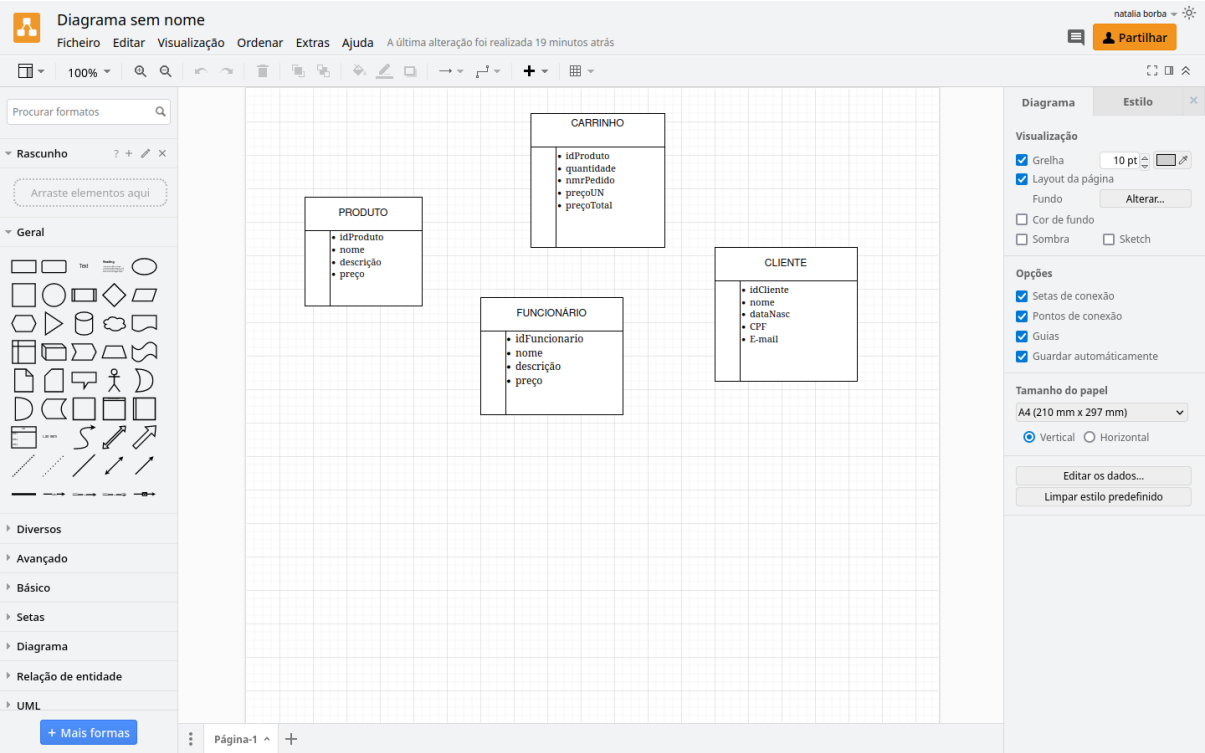 Diagrama sem nome
natalia borba
Ficheiro Editar Visualização Ordenar Extras Ajuda A última alteração foi realizada 19 minutos atrás
Partilhar
100%
Procurar formatos
Rascunho ? + 
Arraste elementos aqui
Geral
Text
Heading
Diversos
Avançado
Básico
Setas
Diagrama
Relação de entidade
UML
+ Mais formas
CARRINHO
idProduto
quantidade
nmrPedido
preçoUN
preçoTotal
PRODUTO
idProduto
nome
descrição
preço
CLIENTE
idCliente
nome
dataNasc
CPF
E-mail
FUNCIONÁRIO
idFuncionario
nome
descrição
preço
Página-1
Diagrama Estilo
Visualização
Grelha 10 pt
Layout da página
Fundo Alterar...
Cor de fundo
Sombra Sketch
Opções
Setas de conexão
Pontos de conexão
Guias
Guardar automáticamente
Tamanho do papel
A4 (210 mm x 297 mm)
Vertical Horizontal
Editar os dados...
Limpar estilo predefinido